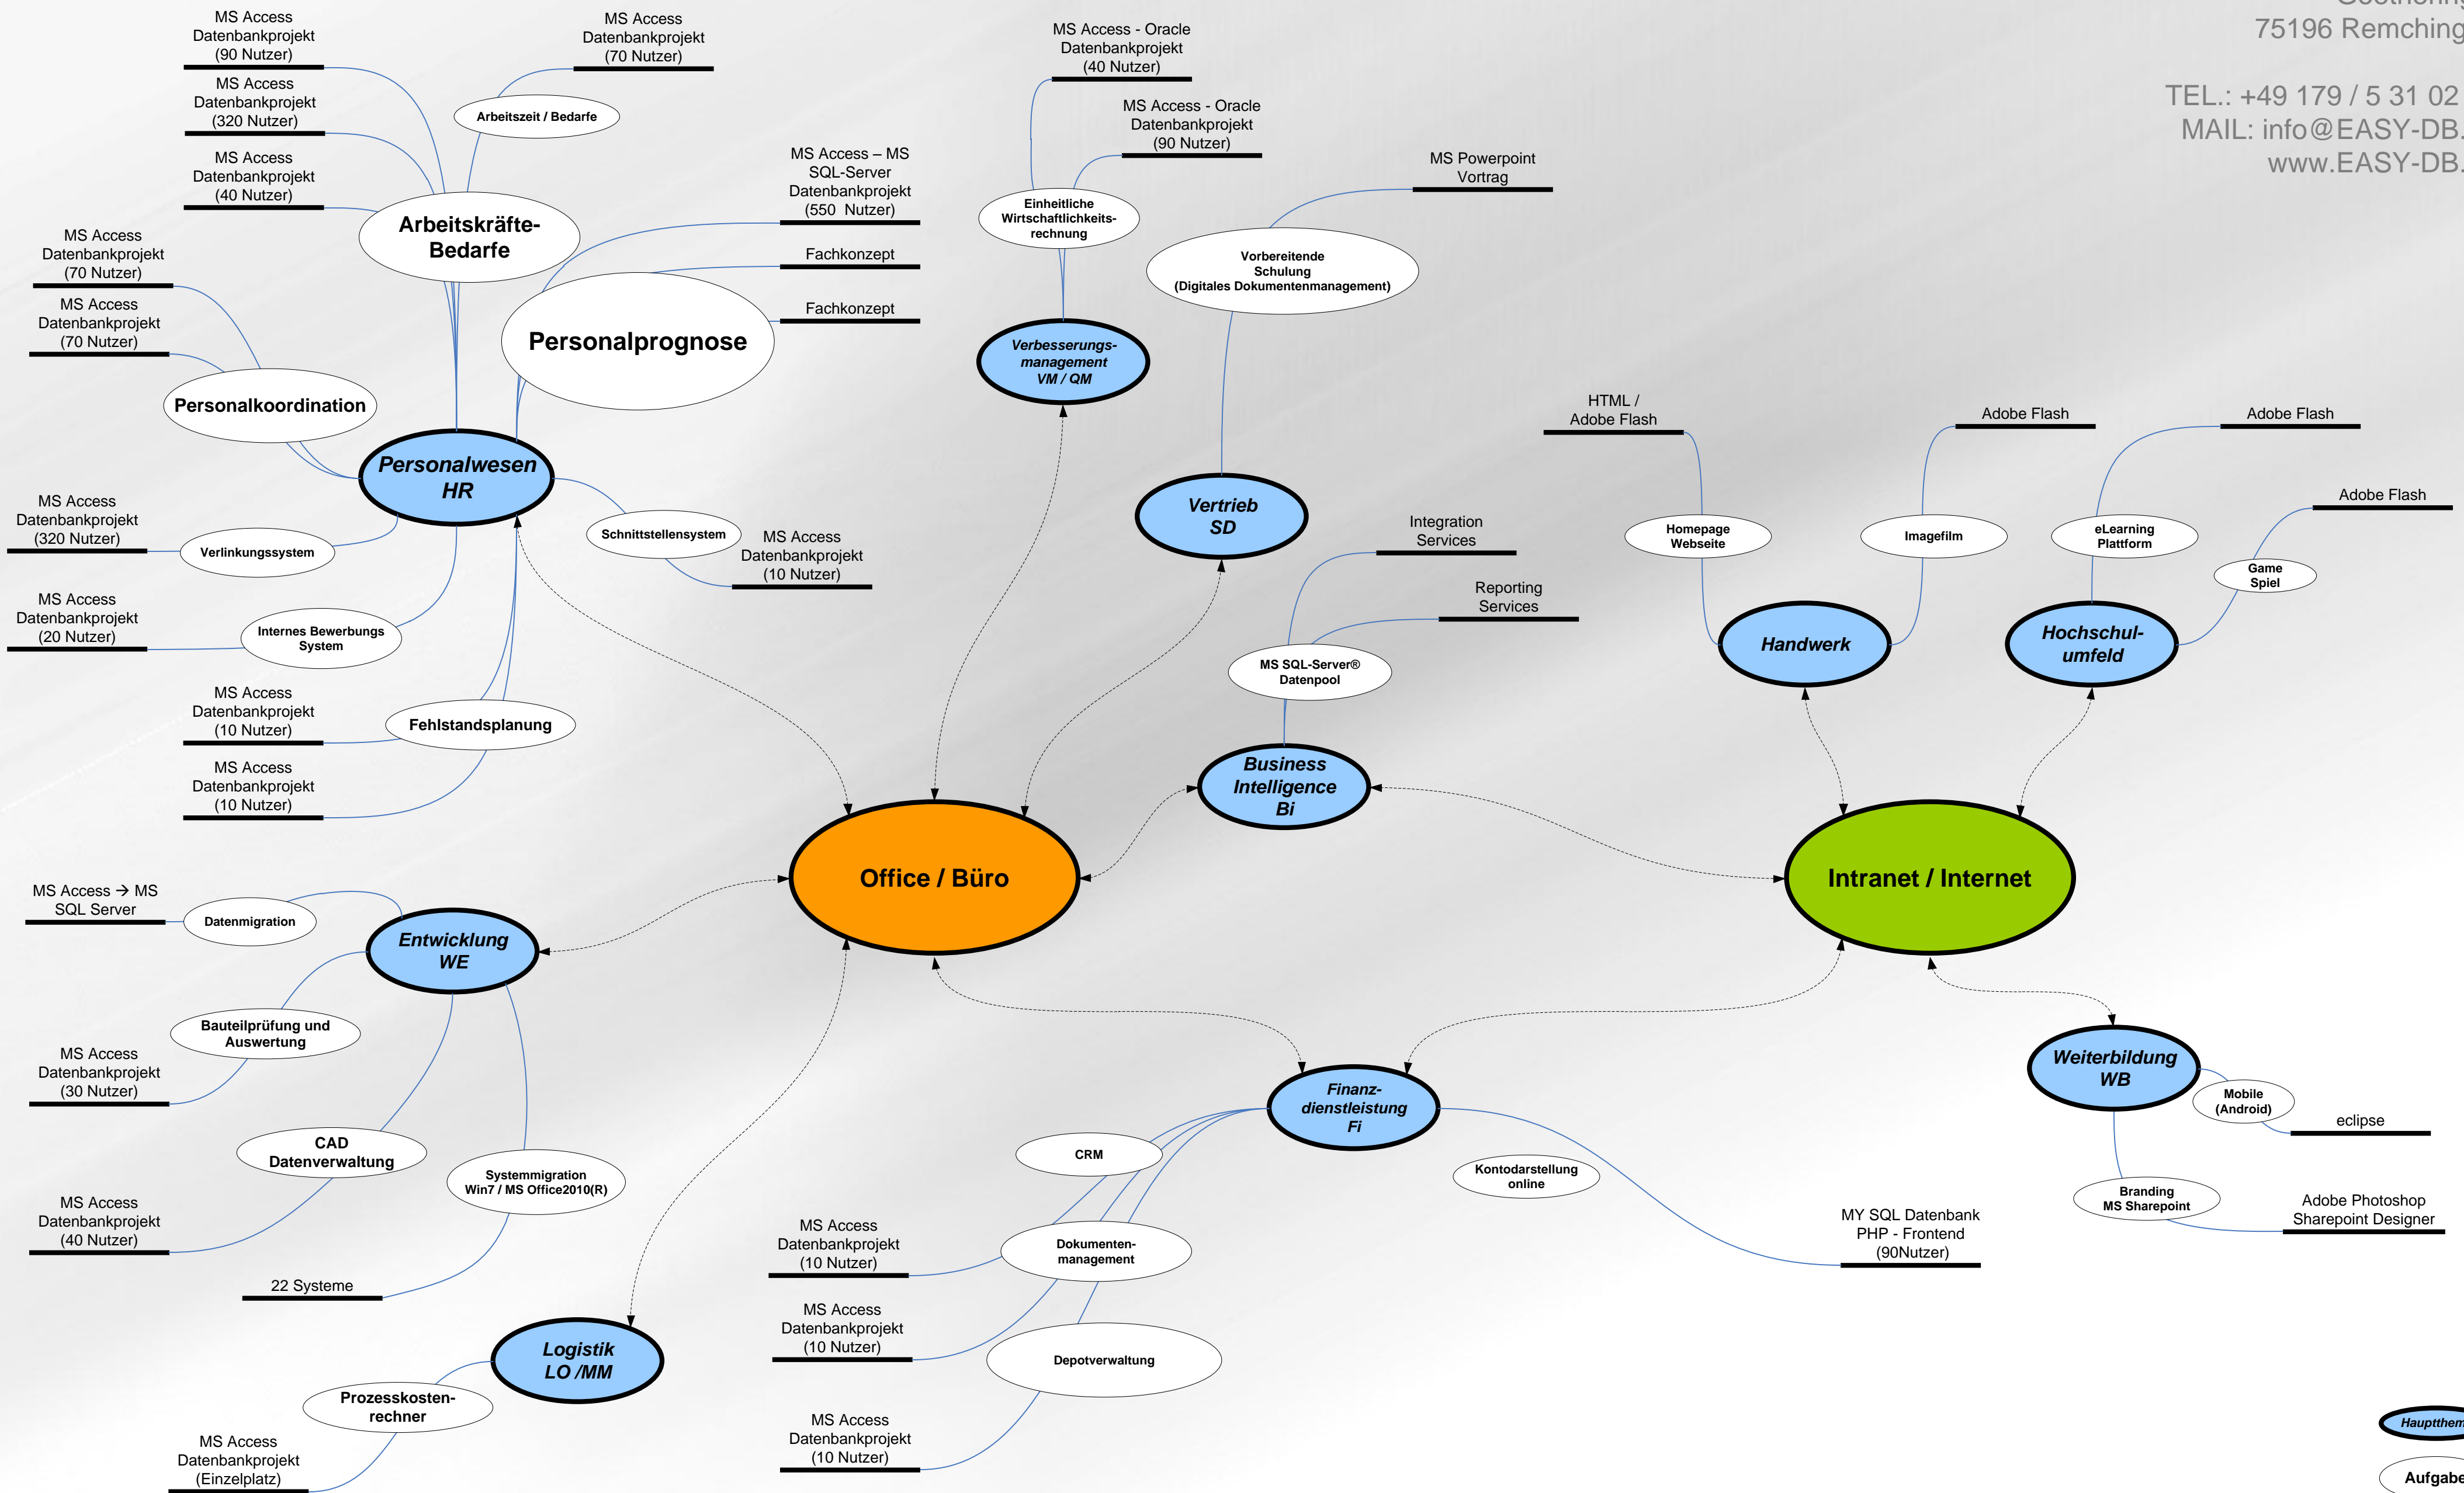 75196 Remching
TEL.: +49 179 / 5 31 02
MAIL: info@EASY-DB.
www.EASY-DB.
MS Access
Datenbankprojekt
(90 Nutzer)
MS Access
Datenbankprojekt
(320 Nutzer)
MS Access
Datenbankprojekt
(40 Nutzer)
MS Access
Datenbankprojekt
(70 Nutzer)
Arbeitszeit / Bedarfe
Arbeitskräfte-
Bedarfe
MS Access – MS
SQL-Server
Datenbankprojekt
(550 Nutzer)
Fachkonzept
Fachkonzept
Personalprognose
MS Access
Datenbankprojekt
(70 Nutzer)
MS Access
Datenbankprojekt
(70 Nutzer)
Personalkoordination
Personalwesen
HR
MS Access
Datenbankprojekt
(320 Nutzer)
Verlinkungssystem
Schnittstellensystem
MS Access
Datenbankprojekt
(10 Nutzer)
MS Access
Datenbankprojekt
(20 Nutzer)
Internes Bewerbungs
System
MS Access
Datenbankprojekt
(10 Nutzer)
Fehlstandsplanung
MS Access
Datenbankprojekt
(10 Nutzer)
MS Access - Oracle
Datenbankprojekt
(40 Nutzer)
MS Access - Oracle
Datenbankprojekt
(90 Nutzer)
Einheitliche
Wirtschaftlichkeits-
rechnung
Verbesserungs-
management
VM / QM
MS Powerpoint
Vortrag
Vorbereitende
Schulung
(Digitales Dokumentenmanagement)
Vertrieb
SD
Integration
Services
Reporting
Services
MS SQL-Server®
Datenpool
Business
Intelligence
Bi
HTML /
Adobe Flash
Adobe Flash
Homepage
Webseite
Imagefilm
Handwerk
Adobe Flash
Adobe Flash
eLearning
Plattform
Game
Spiel
Hochschul-
umfeld
Office / Büro
Intranet / Internet
MS Access → MS
SQL Server
Datenmigration
Entwicklung
WE
Bauteilprüfung und
Auswertung
MS Access
Datenbankprojekt
(30 Nutzer)
CAD
Datenverwaltung
MS Access
Datenbankprojekt
(40 Nutzer)
Systemmigration
Win7 / MS Office2010(R)
22 Systeme
Logistik
LO /MM
Prozesskosten-
rechner
MS Access
Datenbankprojekt
(Einzelplatz)
Finanz-
dienstleistung
Fi
CRM
Kontodarstellung
online
MS Access
Datenbankprojekt
(10 Nutzer)
Dokumenten-
management
MS Access
Datenbankprojekt
(10 Nutzer)
Depotverwaltung
MS Access
Datenbankprojekt
(10 Nutzer)
MY SQL Datenbank
PHP - Frontend
(90Nutzer)
Weiterbildung
WB
Mobile
(Android)
eclipse
Branding
MS Sharepoint
Adobe Photoshop
Sharepoint Designer
Hauptthem
Aufgabe